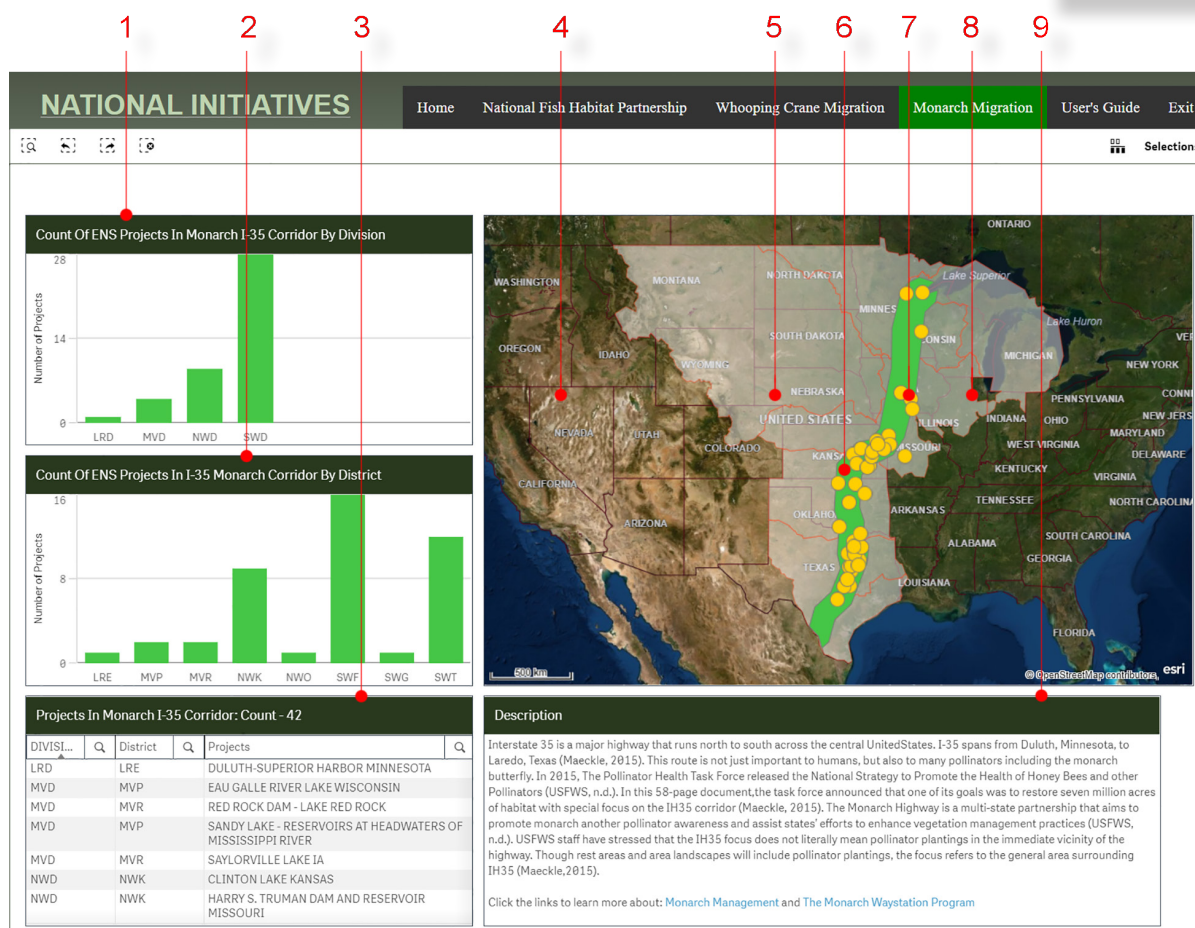 1 2 3 4 5 6 7 8 9
NATIONAL INITIATIVES
Home National Fish Habitat Partnership Whooping Crane Migration Monarch Migration User's Guide Exit
Selection
Count Of ENS Projects In Monarch I-35 Corridor By Division
Number of Projects
28
14
0
LRD MVD NWD SWD
Count Of ENS Projects In I-35 Monarch Corridor By District
Number of Projects
16
8
0
LRE MVP MVR NWK NWO SWF SWG SWT
ONTARIO
WASHINGTON
MONTANA
NORTH DAKOTA
Lake Superior
MINNES
Lake Huron
OREGON
IDAHO
SOUTH DAKOTA
ONSIN
VE
WYOMING
MICHIGAN
NEW YORK
NEBRASKA
PENNSYLVANIA
CONN
NEVADA
UTAH
UNITED STATES
ILLINOIS
INDIANA
OHIO
NEW JERS
MARYLAND
COLORADO
KANS
SSOURI
WEST VIRGINIA
DELAWARE
KENTUCKY
VIRGINIA
CALIFORNIA
TENNESSEE
NORTH CAROLINA
ARIZONA
OKLAHO
ARKANSAS
SOUTH CAROLINA
ALABAMA
GEORGIA
TEXAS
LOUISIANA
FLORIDA
500 km
© OpenStreetMap contributors,
esri
Projects In Monarch I-35 Corridor: Count - 42
DIVISI... District Projects
LRD LRE DULUTH-SUPERIOR HARBOR MINNESOTA
MVD MVP EAU GALLE RIVER LAKE WISCONSIN
MVD MVR RED ROCK DAM - LAKE RED ROCK
MVD MVP SANDY LAKE - RESERVOIRS AT HEADWATERS OF
MISSISSIPPI RIVER
MVD MVR SAYLORVILLE LAKE IA
NWD NWK CLINTON LAKE KANSAS
NWD NWK HARRY S. TRUMAN DAM AND RESERVOIR
MISSOURI
Description
Interstate 35 is a major highway that runs north to south across the central UnitedStates. I-35 spans from Duluth, Minnesota, to
Laredo, Texas (Maeckle, 2015). This route is not just important to humans, but also to many pollinators including the monarch
butterfly. In 2015, The Pollinator Health Task Force released the National Strategy to Promote the Health of Honey Bees and other
Pollinators (USFWS, n.d.). In this 58-page document,the task force announced that one of its goals was to restore seven million acres
of habitat with special focus on the IH35 corridor (Maeckle, 2015). The Monarch Highway is a multi-state partnership that aims to
promote monarch another pollinator awareness and assist states' efforts to enhance vegetation management practices (USFWS,
n.d.). USFWS staff have stressed that the IH35 focus does not literally mean pollinator plantings in the immediate vicinity of the
highway. Though rest areas and area landscapes will include pollinator plantings, the focus refers to the general area surrounding
IH35 (Maeckle,2015).
Click the links to learn more about: Monarch Management and The Monarch Waystation Program